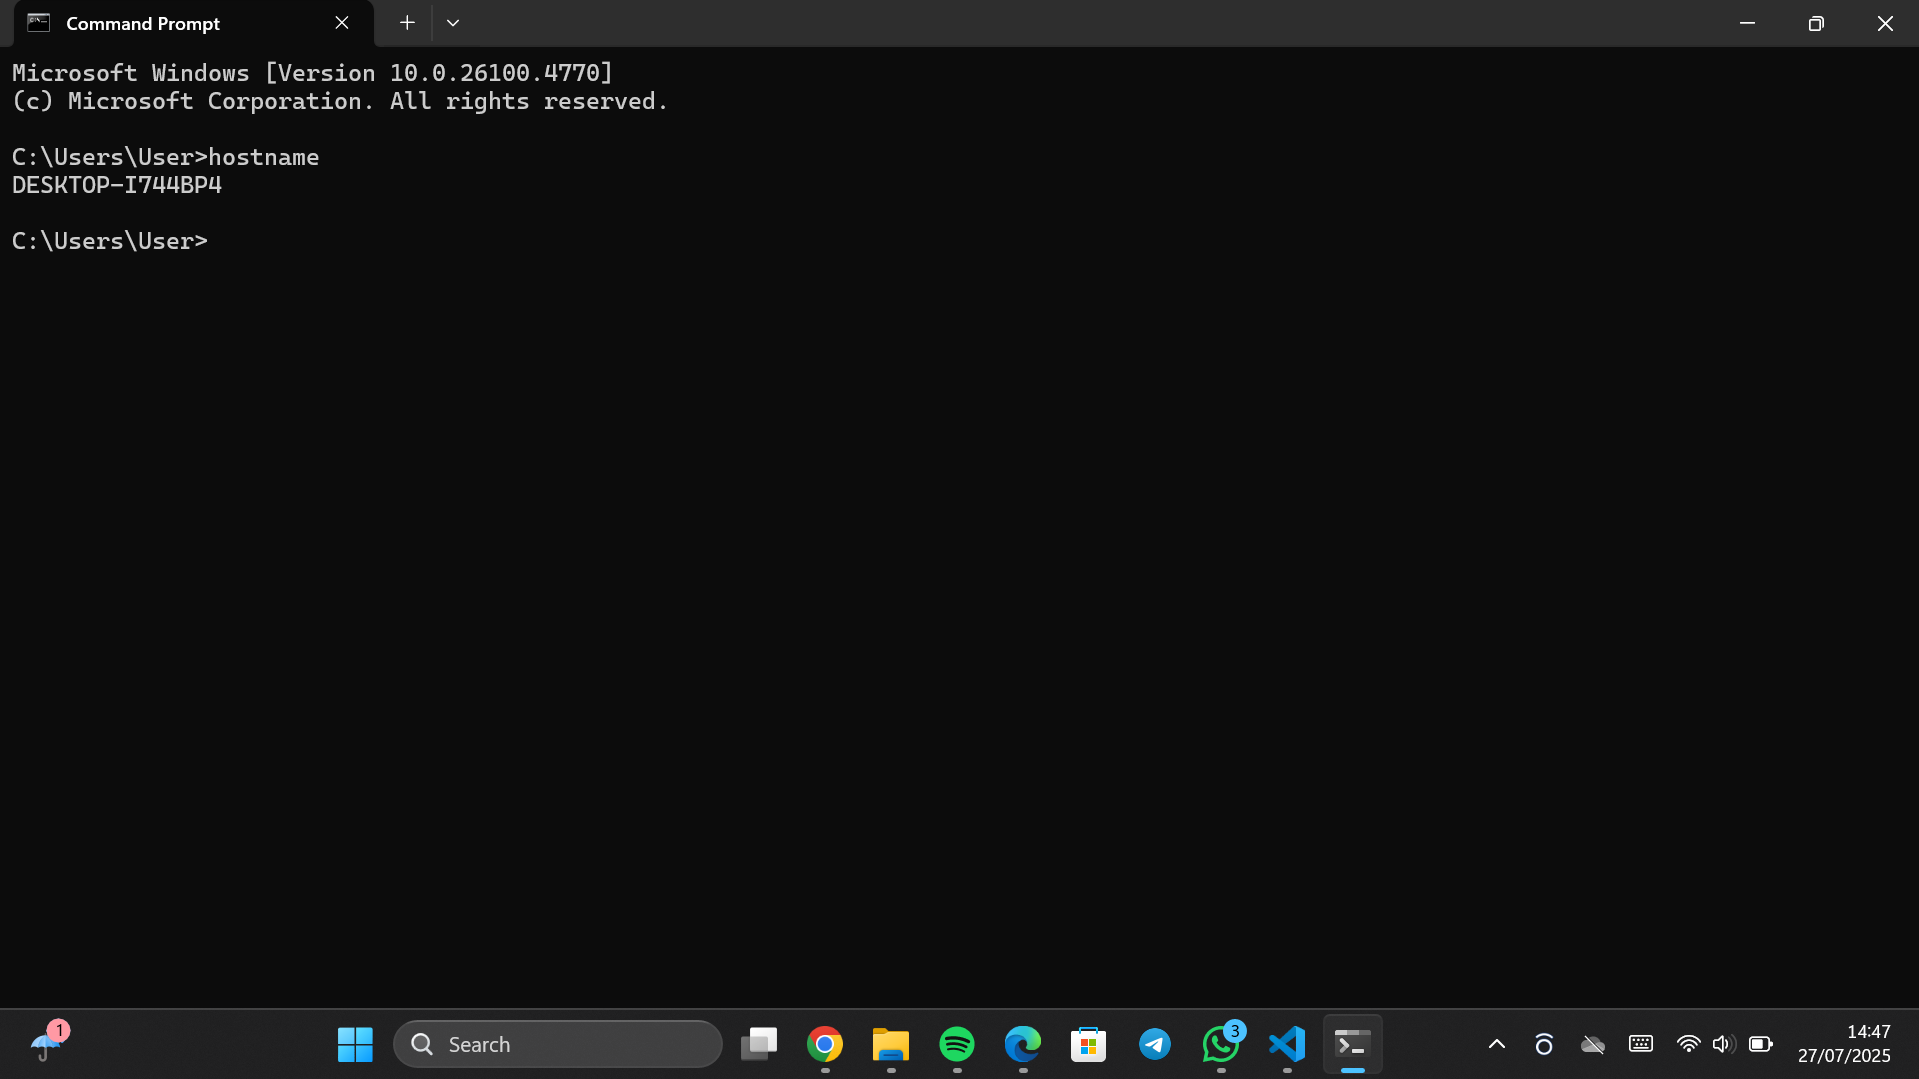 Command Prompt
Microsoft Windows [Version 10.0.26100.4770]
(c) Microsoft Corporation. All rights reserved.
C:\Users\User>hostname
DESKTOP-I744BP4
C:\Users\User>
1
Search
3
14:47
27/07/2025